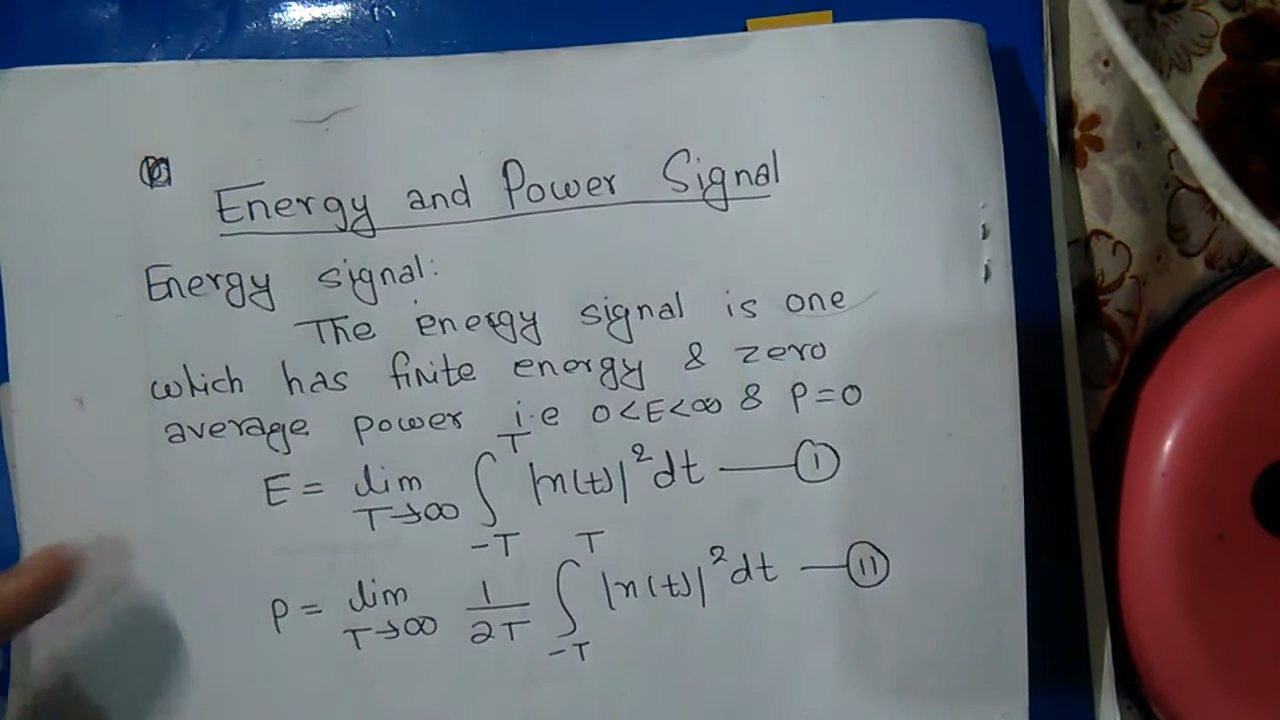 Energy and Power Signal
Energy signal:
The energy signal is one
which has finite energy & zero
average power i.e 0<E<∞ & P=0
E = lim T→∞ ∫ -T T |n(t)|² dt — (I)
P = lim T→∞ 1/2T ∫ -T T |n(t)|² dt — (II)